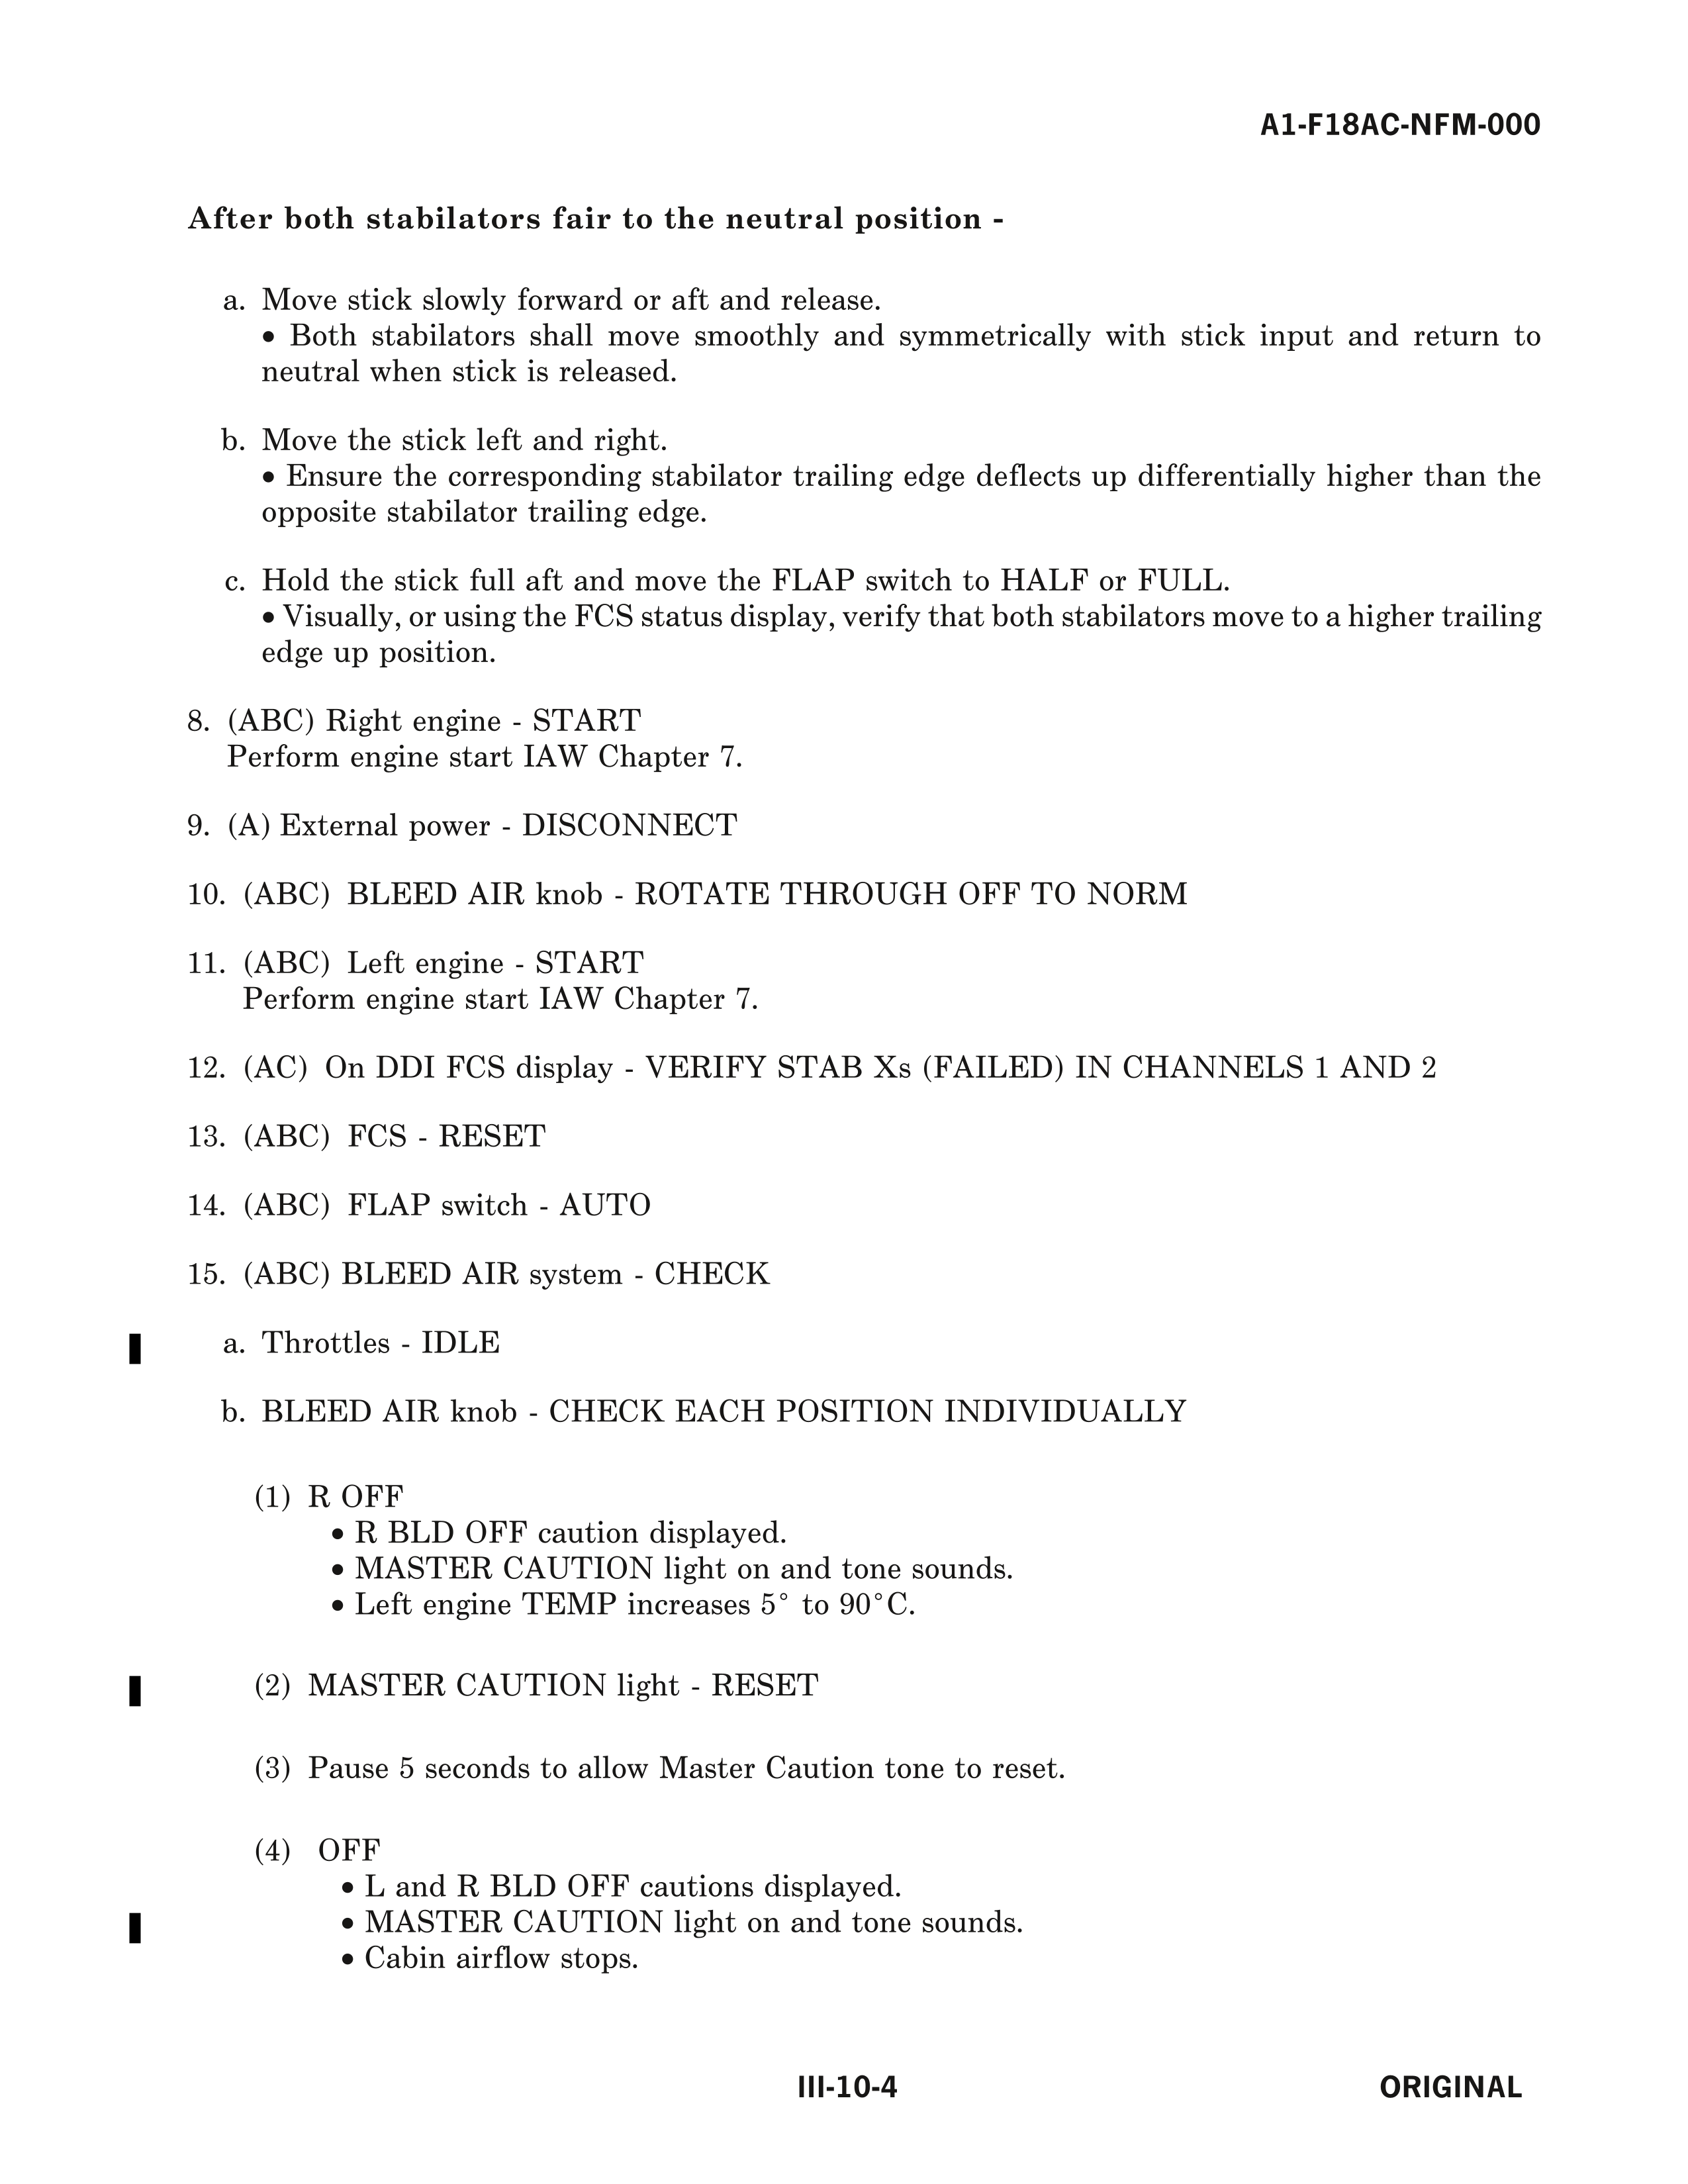 A1-F18AC-NFM-000
After both stabilators fair to the neutral position -
a. Move stick slowly forward or aft and release.
• Both stabilators shall move smoothly and symmetrically with stick input and return to
neutral when stick is released.
b. Move the stick left and right.
• Ensure the corresponding stabilator trailing edge deflects up differentially higher than the
opposite stabilator trailing edge.
c. Hold the stick full aft and move the FLAP switch to HALF or FULL.
• Visually, or using the FCS status display, verify that both stabilators move to a higher trailing
edge up position.
8. (ABC) Right engine - START
Perform engine start IAW Chapter 7.
9. (A) External power - DISCONNECT
10. (ABC) BLEED AIR knob - ROTATE THROUGH OFF TO NORM
11. (ABC) Left engine - START
Perform engine start IAW Chapter 7.
12. (AC) On DDI FCS display - VERIFY STAB Xs (FAILED) IN CHANNELS 1 AND 2
13. (ABC) FCS - RESET
14. (ABC) FLAP switch - AUTO
15. (ABC) BLEED AIR system - CHECK
a. Throttles - IDLE
b. BLEED AIR knob - CHECK EACH POSITION INDIVIDUALLY
(1) R OFF
• R BLD OFF caution displayed.
• MASTER CAUTION light on and tone sounds.
• Left engine TEMP increases 5° to 90°C.
(2) MASTER CAUTION light - RESET
(3) Pause 5 seconds to allow Master Caution tone to reset.
(4) OFF
• L and R BLD OFF cautions displayed.
• MASTER CAUTION light on and tone sounds.
• Cabin airflow stops.
III-10-4
ORIGINAL